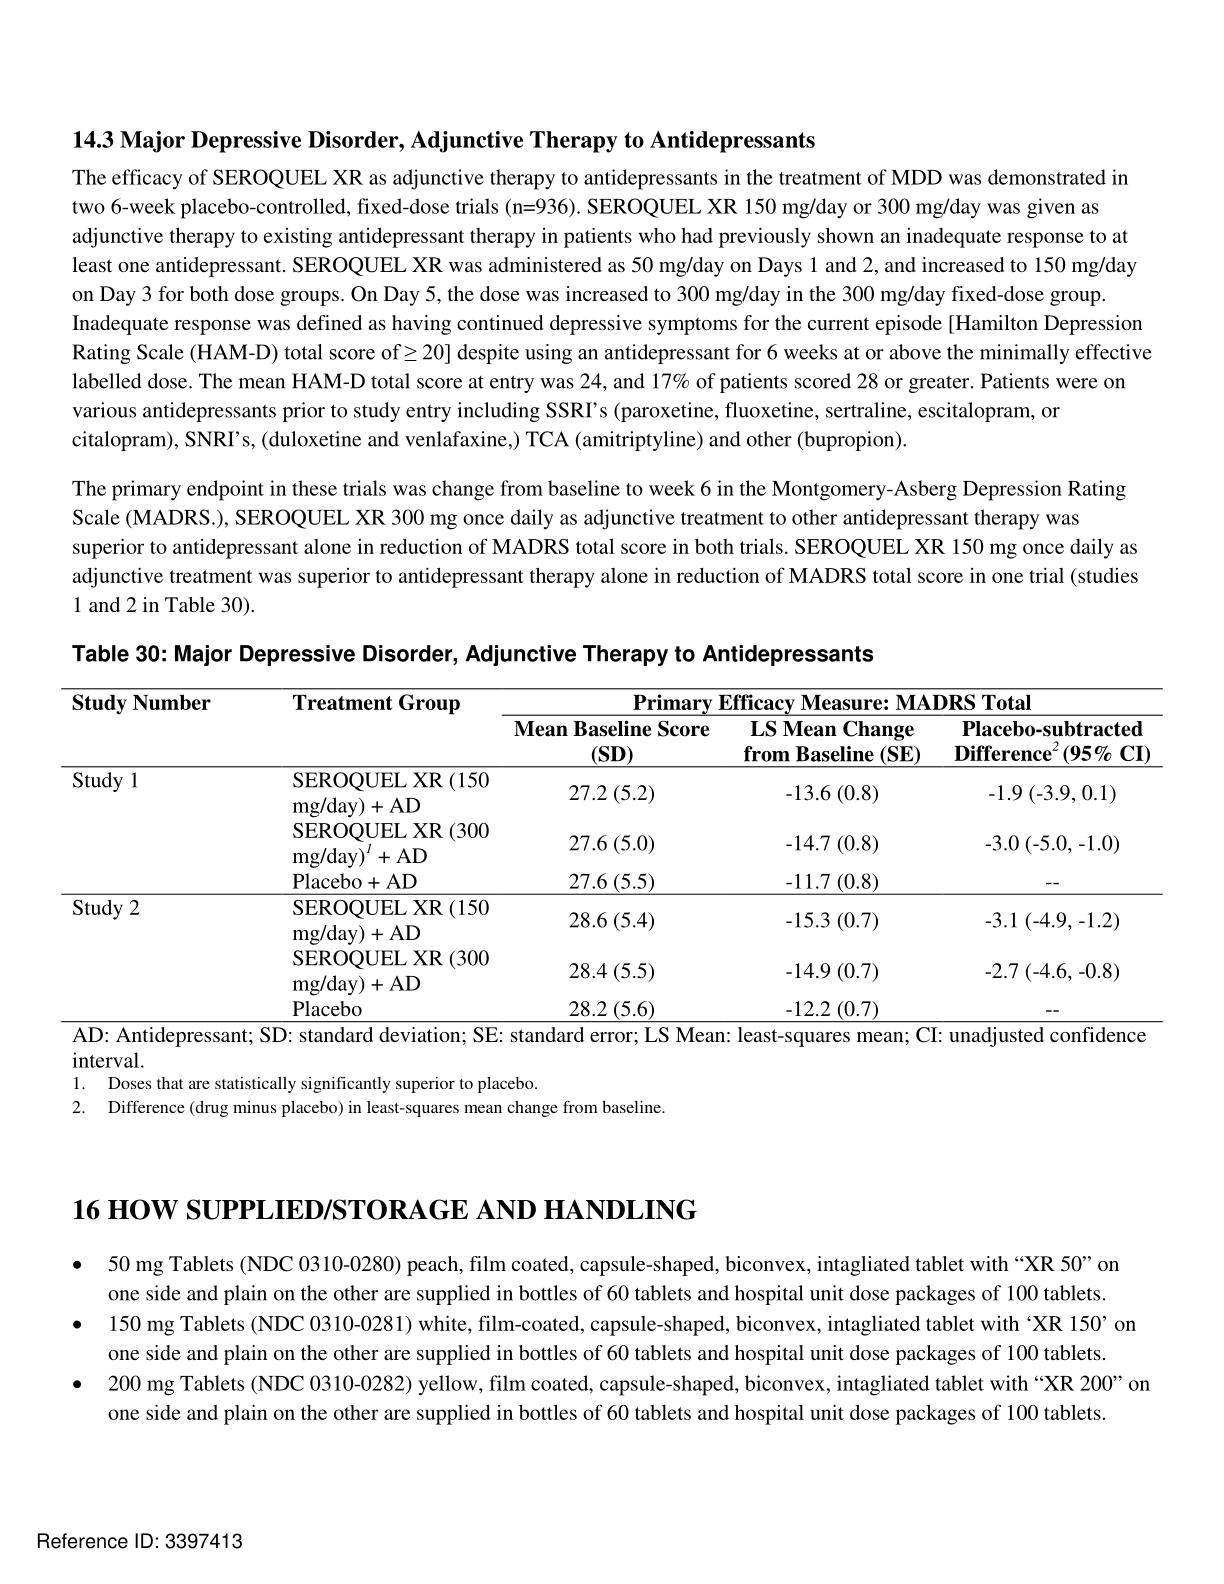 14.3 Major Depressive Disorder, Adjunctive Therapy to Antidepressants
The efficacy of SEROQUEL XR as adjunctive therapy to antidepressants in the treatment of MDD was demonstrated in
two 6-week placebo-controlled, fixed-dose trials (n=936). SEROQUEL XR 150 mg/day or 300 mg/day was given as
adjunctive therapy to existing antidepressant therapy in patients who had previously shown an inadequate response to at
least one antidepressant. SEROQUEL XR was administered as 50 mg/day on Days 1 and 2, and increased to 150 mg/day
on Day 3 for both dose groups. On Day 5, the dose was increased to 300 mg/day in the 300 mg/day fixed-dose group.
Inadequate response was defined as having continued depressive symptoms for the current episode [Hamilton Depression
Rating Scale (HAM-D) total score of ≥ 20] despite using an antidepressant for 6 weeks at or above the minimally effective
labelled dose. The mean HAM-D total score at entry was 24, and 17% of patients scored 28 or greater. Patients were on
various antidepressants prior to study entry including SSRI’s (paroxetine, fluoxetine, sertraline, escitalopram, or
citalopram), SNRI’s, (duloxetine and venlafaxine,) TCA (amitriptyline) and other (bupropion).
The primary endpoint in these trials was change from baseline to week 6 in the Montgomery-Asberg Depression Rating
Scale (MADRS.), SEROQUEL XR 300 mg once daily as adjunctive treatment to other antidepressant therapy was
superior to antidepressant alone in reduction of MADRS total score in both trials. SEROQUEL XR 150 mg once daily as
adjunctive treatment was superior to antidepressant therapy alone in reduction of MADRS total score in one trial (studies
1 and 2 in Table 30).
Table 30: Major Depressive Disorder, Adjunctive Therapy to Antidepressants
Study Number Treatment Group Primary Efficacy Measure: MADRS Total
Mean Baseline Score LS Mean Change Placebo-subtracted
(SD) from Baseline (SE) Difference² (95% CI)
Study 1 SEROQUEL XR (150
mg/day) + AD 27.2 (5.2) -13.6 (0.8) -1.9 (-3.9, 0.1)
SEROQUEL XR (300
mg/day)¹ + AD 27.6 (5.0) -14.7 (0.8) -3.0 (-5.0, -1.0)
Placebo + AD 27.6 (5.5) -11.7 (0.8) --
Study 2 SEROQUEL XR (150
mg/day) + AD 28.6 (5.4) -15.3 (0.7) -3.1 (-4.9, -1.2)
SEROQUEL XR (300
mg/day) + AD 28.4 (5.5) -14.9 (0.7) -2.7 (-4.6, -0.8)
Placebo 28.2 (5.6) -12.2 (0.7) --
AD: Antidepressant; SD: standard deviation; SE: standard error; LS Mean: least-squares mean; CI: unadjusted confidence
interval.
1. Doses that are statistically significantly superior to placebo.
2. Difference (drug minus placebo) in least-squares mean change from baseline.
16 HOW SUPPLIED/STORAGE AND HANDLING
• 50 mg Tablets (NDC 0310-0280) peach, film coated, capsule-shaped, biconvex, intagliated tablet with “XR 50” on
one side and plain on the other are supplied in bottles of 60 tablets and hospital unit dose packages of 100 tablets.
• 150 mg Tablets (NDC 0310-0281) white, film-coated, capsule-shaped, biconvex, intagliated tablet with ‘XR 150’ on
one side and plain on the other are supplied in bottles of 60 tablets and hospital unit dose packages of 100 tablets.
• 200 mg Tablets (NDC 0310-0282) yellow, film coated, capsule-shaped, biconvex, intagliated tablet with “XR 200” on
one side and plain on the other are supplied in bottles of 60 tablets and hospital unit dose packages of 100 tablets.
Reference ID: 3397413